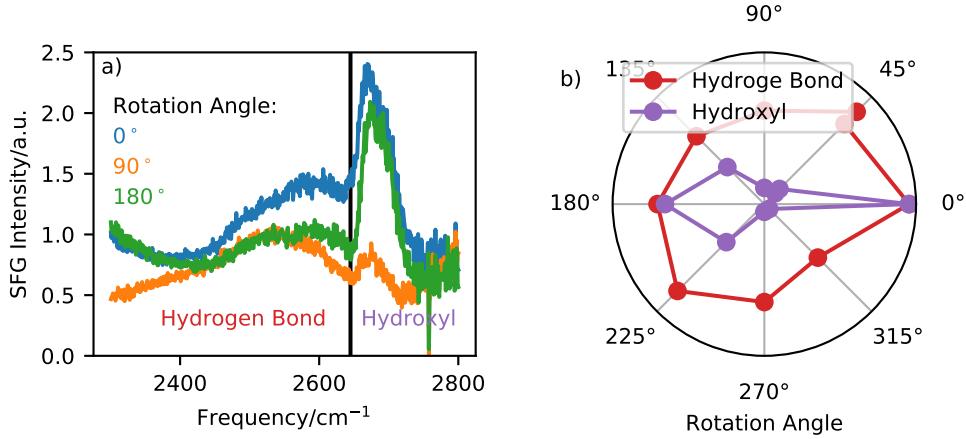 a)
SFG Intensity/a.u.
2.5
2.0
1.5
1.0
0.5
0.0
Rotation Angle:
0°
90°
180°
Hydrogen Bond
Hydroxyl
2400
2600
2800
Frequency/cm⁻¹
b)
Hydroge Bond
Hydroxyl
90°
135°
45°
180°
0°
225°
315°
270°
Rotation Angle